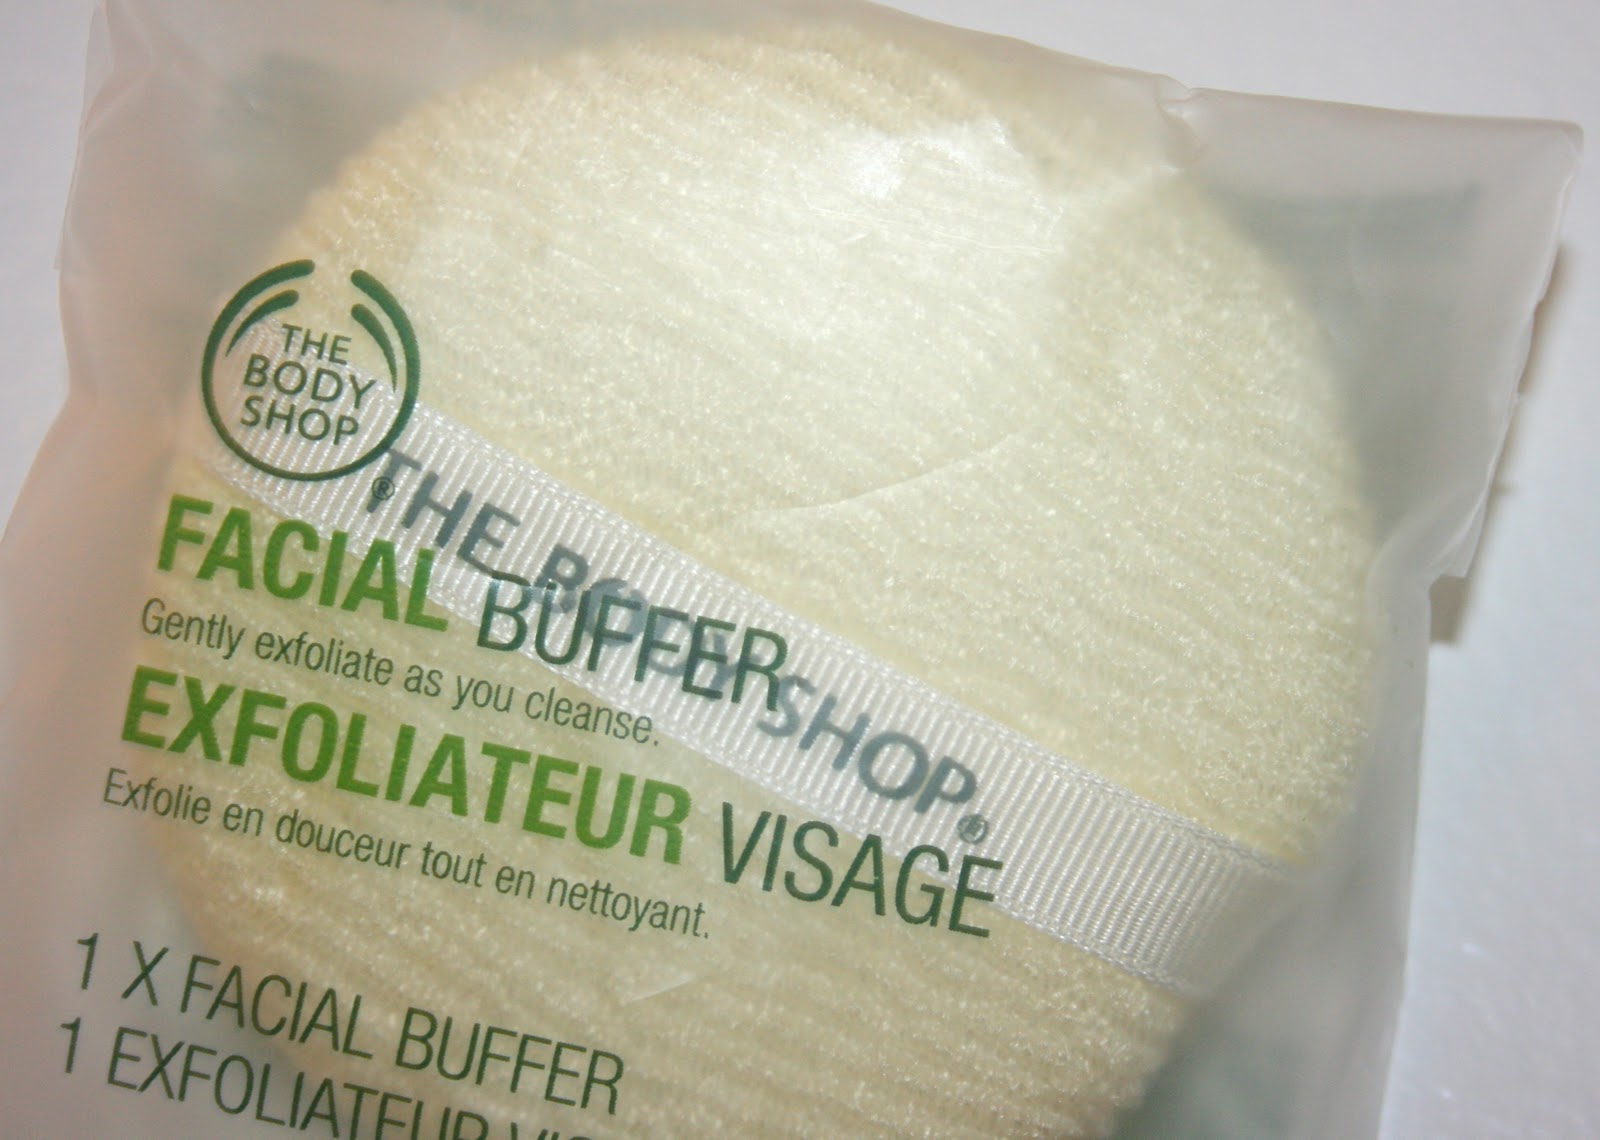 THE
BODY
SHOP
®
THE BODY SHOP®
FACIAL BUFFER
Gently exfoliate as you cleanse.
EXFOLIATEUR VISAGE
Exfolie en douceur tout en nettoyant.
1 X FACIAL BUFFER
1 EXFOLIATEUR